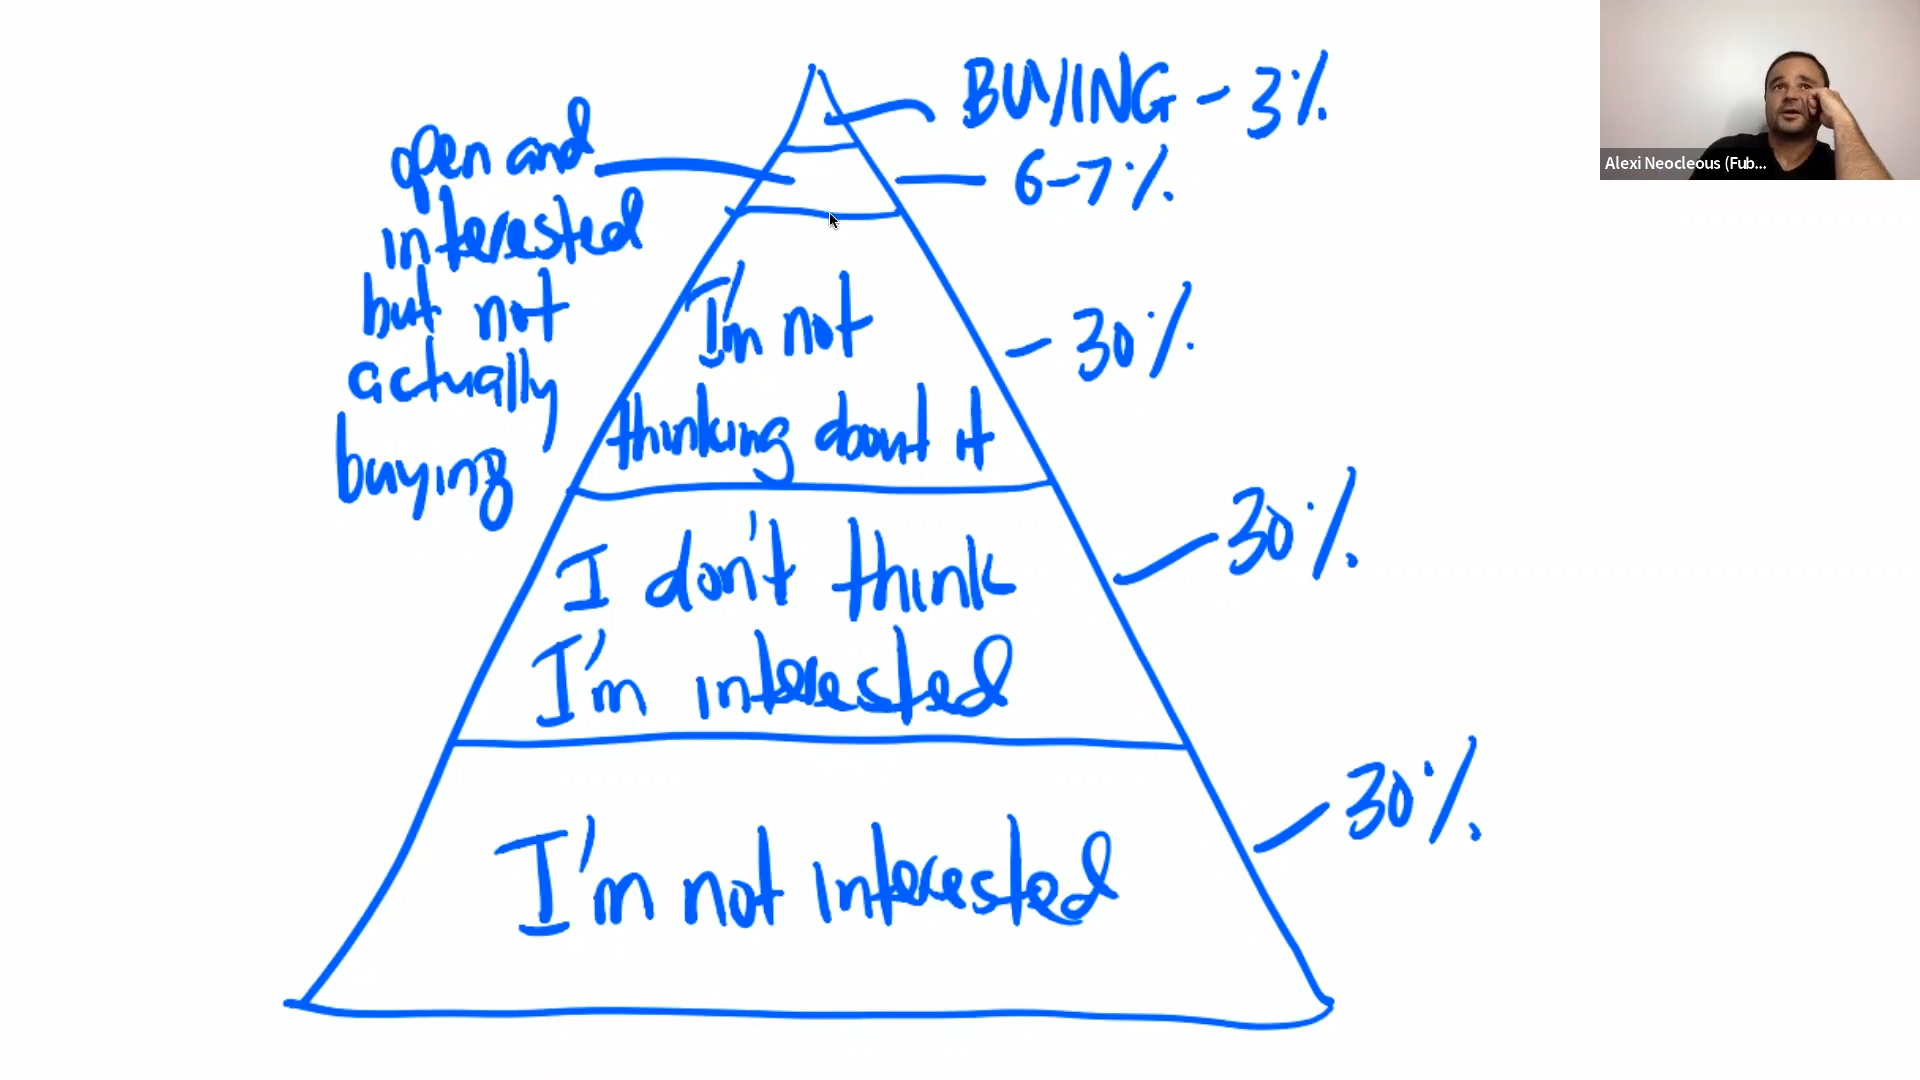 BUYING - 3%
open and
interested
but not
actually
buying
6-7%
I'm not
thinking about it
- 30%
I don't think
I'm interested
30%
I'm not interested
30%
Alexi Neocleous (Fub...